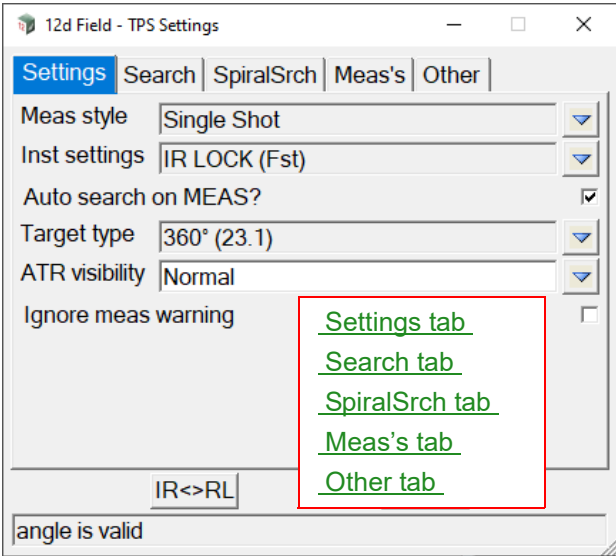 12d Field - TPS Settings
Settings Search SpiralSrch Meas's Other
Meas style Single Shot
Inst settings IR LOCK (Fst)
Auto search on MEAS?
Target type 360° (23.1)
ATR visibility Normal
Ignore meas warning
Settings tab
Search tab
SpiralSrch tab
Meas’s tab
Other tab
IR<>RL
angle is valid